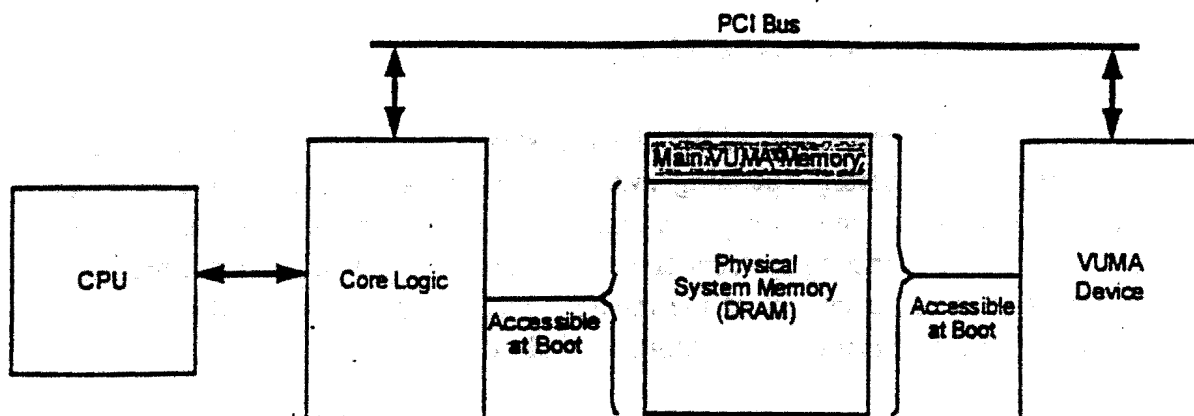 PCI Bus
Main VUMA Memory
CPU
Core Logic
Physical
System Memory
(DRAM)
VUMA
Device
Accessible
at Boot
Accessible
at Boot